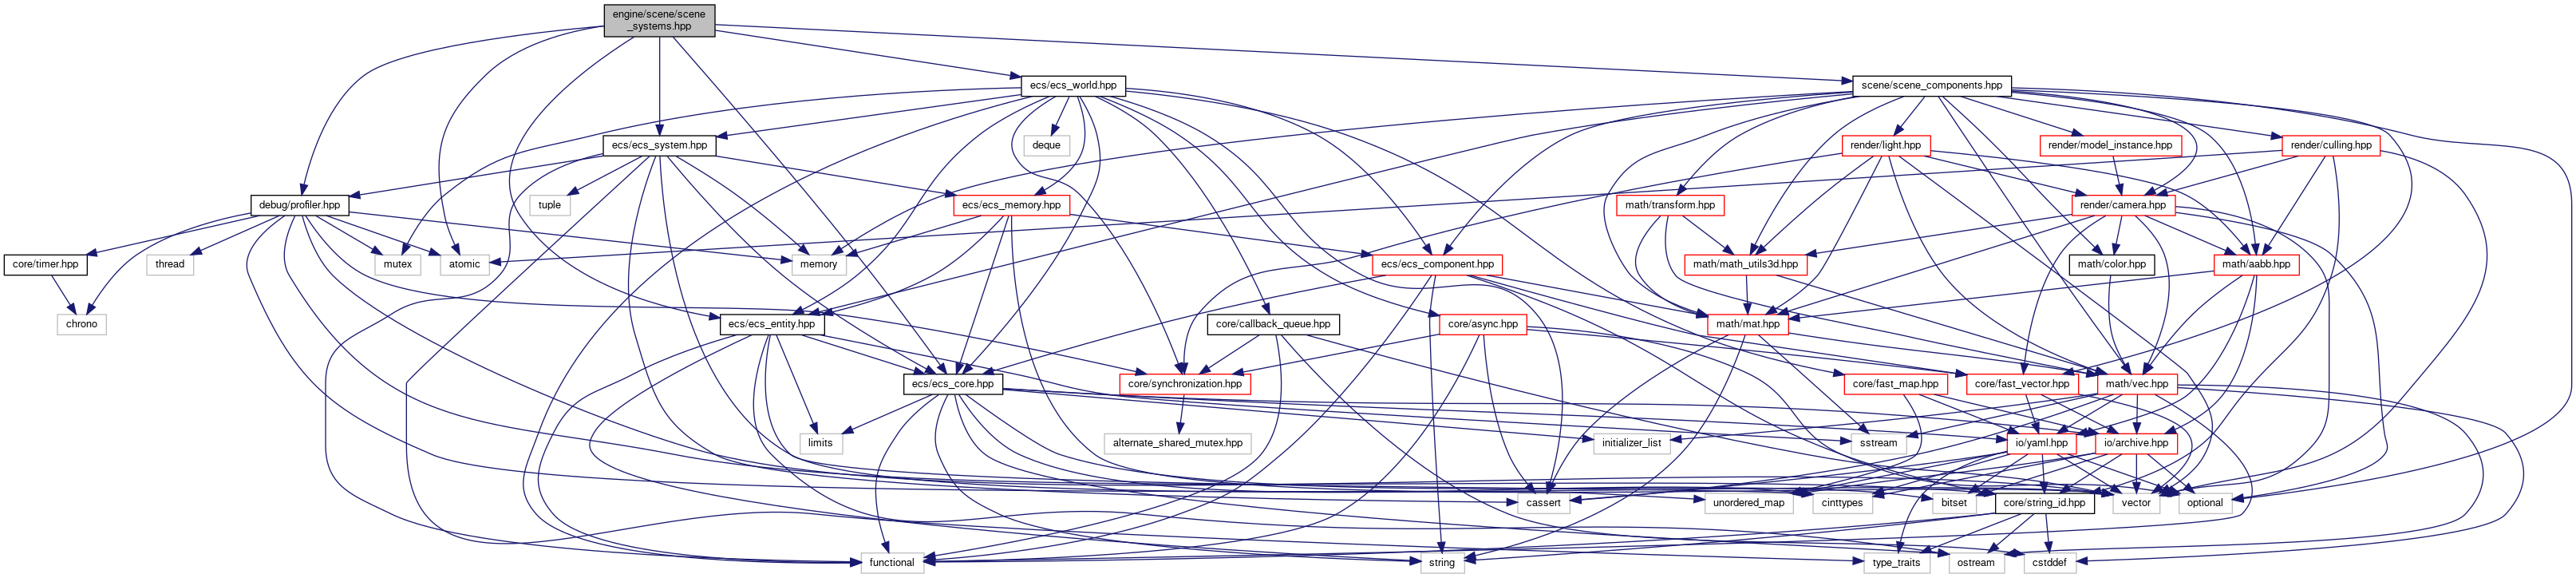 engine/scene/scene
_systems.hpp
ecs/ecs_world.hpp
scene/scene_components.hpp
deque
ecs/ecs_system.hpp
render/light.hpp
render/model_instance.hpp
render/culling.hpp
tuple
debug/profiler.hpp
ecs/ecs_memory.hpp
math/transform.hpp
render/camera.hpp
core/timer.hpp
thread
mutex
atomic
memory
ecs/ecs_component.hpp
math/math_utils3d.hpp
math/color.hpp
math/aabb.hpp
chrono
ecs/ecs_entity.hpp
core/callback_queue.hpp
core/async.hpp
math/mat.hpp
ecs/ecs_core.hpp
core/synchronization.hpp
core/fast_map.hpp
core/fast_vector.hpp
math/vec.hpp
limits
alternate_shared_mutex.hpp
initializer_list
sstream
io/yaml.hpp
io/archive.hpp
cassert
unordered_map
cinttypes
bitset
core/string_id.hpp
vector
optional
functional
string
type_traits
ostream
cstddef